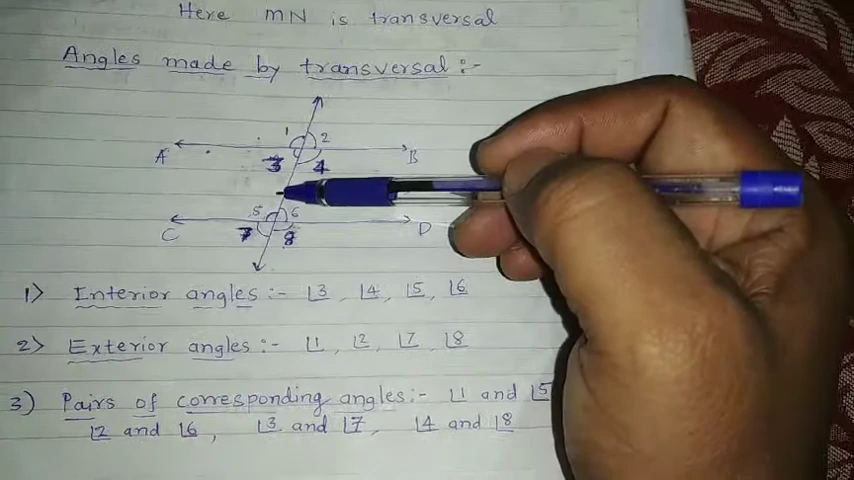 Here MN is transversal
Angles made by transversal :-
1 2
A 3 4 B
5 6
C 7 8 D
1> Interior angles :- ∠3 , ∠4 , ∠5 , ∠6
2> Exterior angles :- ∠1 , ∠2 , ∠7 , ∠8
3) Pairs of corresponding angles :- ∠1 and ∠5
∠2 and ∠6 , ∠3 and ∠7 , ∠4 and ∠8